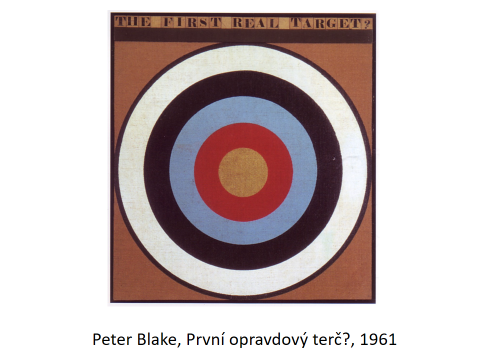 THE FIRST REAL TARGET?
Peter Blake, První opravdový terč?, 1961